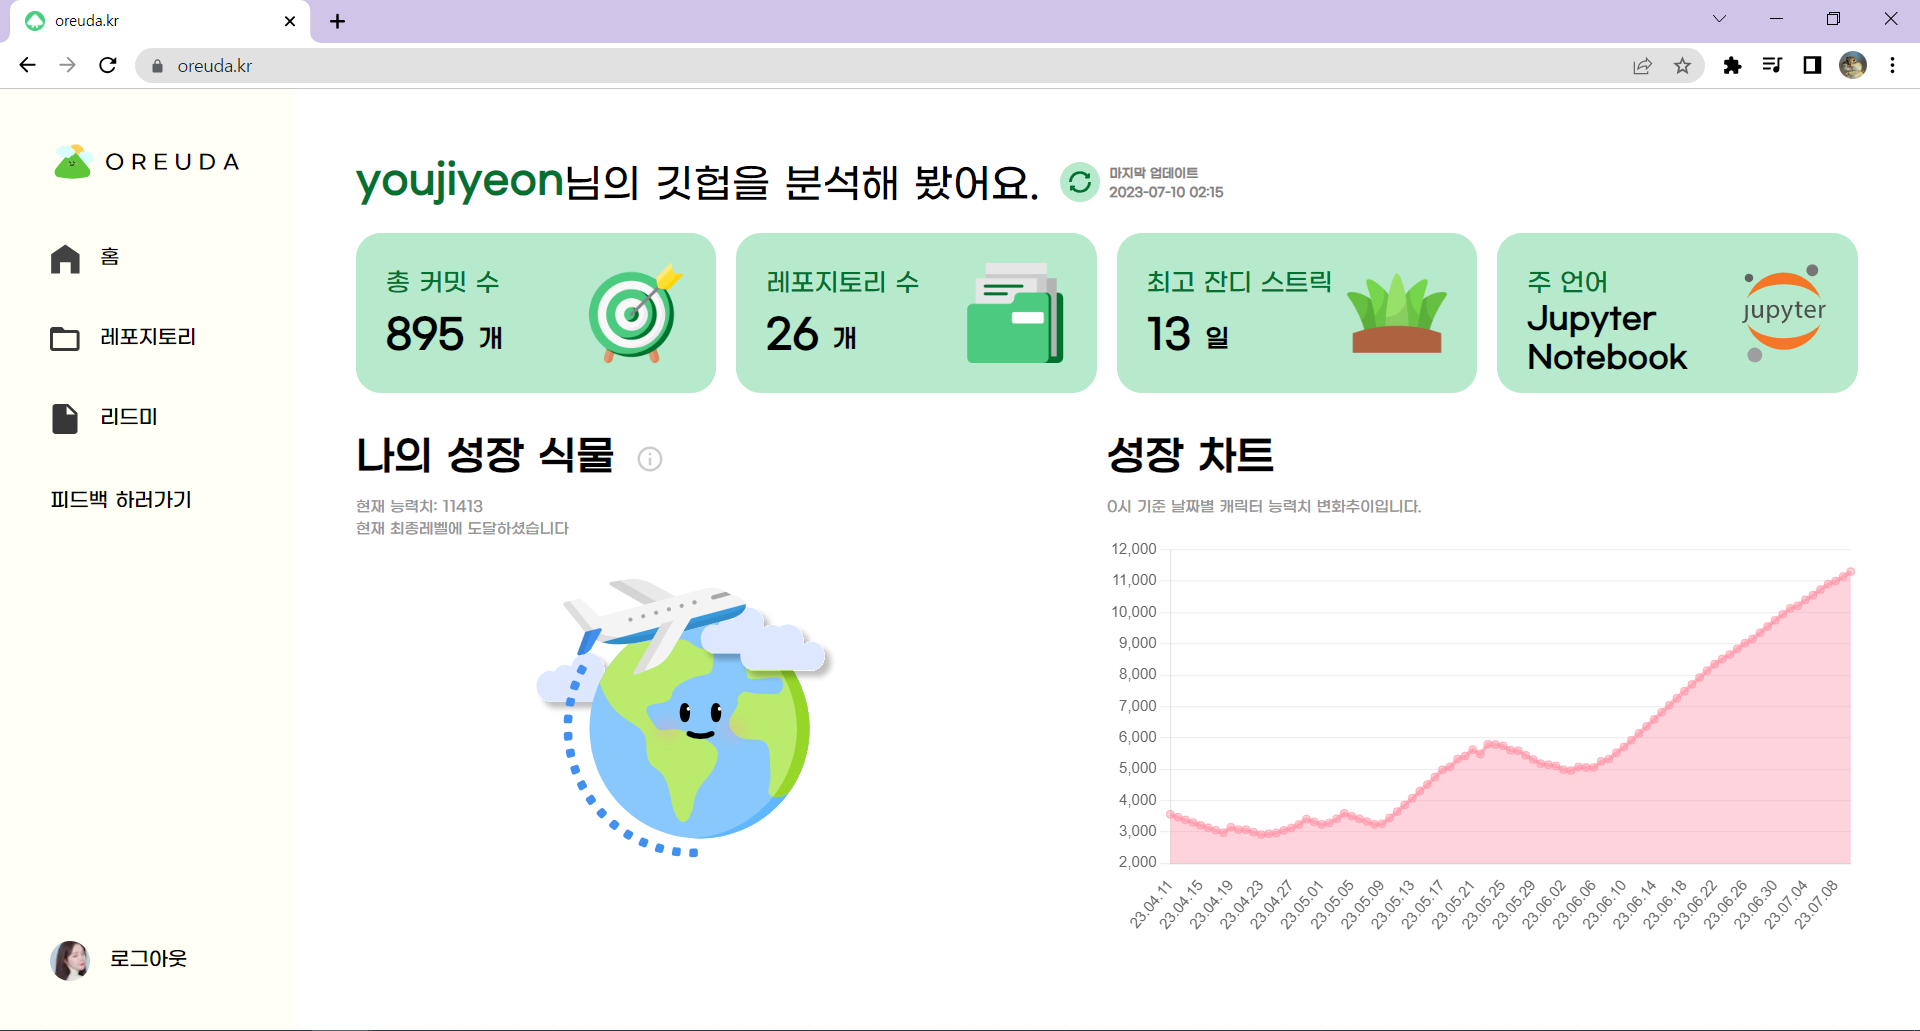 oreuda.kr
oreuda.kr
OREUDA
홈
레포지토리
리드미
피드백 하러가기
로그아웃
youjiyeon님의 깃헙을 분석해 봤어요.
마지막 업데이트
2023-07-10 02:15
총 커밋 수
895 개
레포지토리 수
26 개
최고 잔디 스트릭
13 일
주 언어
Jupyter
Notebook
jupyter
나의 성장 식물
현재 능력치: 11413
현재 최종레벨에 도달하셨습니다
성장 차트
0시 기준 날짜별 캐릭터 능력치 변화추이입니다.
12,000
11,000
10,000
9,000
8,000
7,000
6,000
5,000
4,000
3,000
2,000
23.04.11
23.04.15
23.04.19
23.04.23
23.04.27
23.05.01
23.05.05
23.05.09
23.05.13
23.05.17
23.05.21
23.05.25
23.05.29
23.06.02
23.06.06
23.06.10
23.06.14
23.06.18
23.06.22
23.06.26
23.06.30
23.07.04
23.07.08